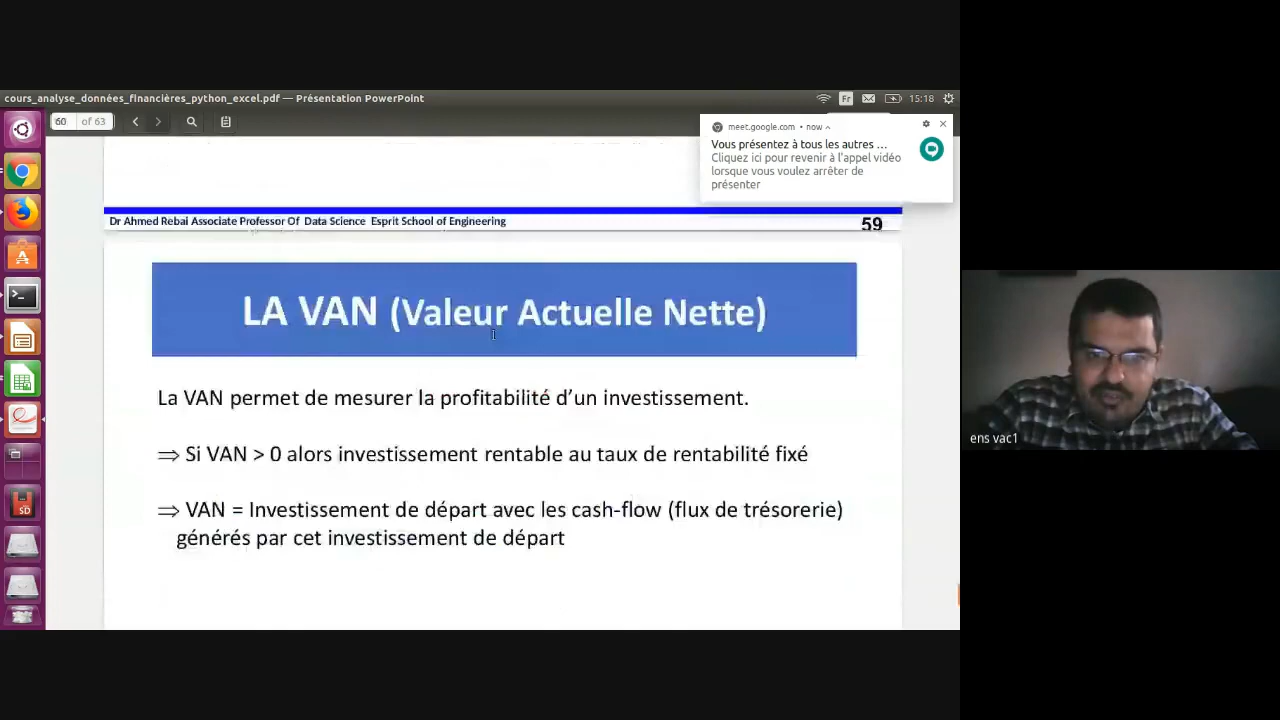 cours_analyse_données_financières_python_excel.pdf — Présentation PowerPoint
Fr
15:18
60 of 63
meet.google.com • now
Vous présentez à tous les autres ...
Cliquez ici pour revenir à l'appel vidéo
lorsque vous voulez arrêter de
présenter
Dr Ahmed Rebai Associate Professor Of Data Science Esprit School of Engineering
59
LA VAN (Valeur Actuelle Nette)
La VAN permet de mesurer la profitabilité d’un investissement.
⇒ Si VAN > 0 alors investissement rentable au taux de rentabilité fixé
⇒ VAN = Investissement de départ avec les cash-flow (flux de trésorerie)
générés par cet investissement de départ
ens vac1
SD